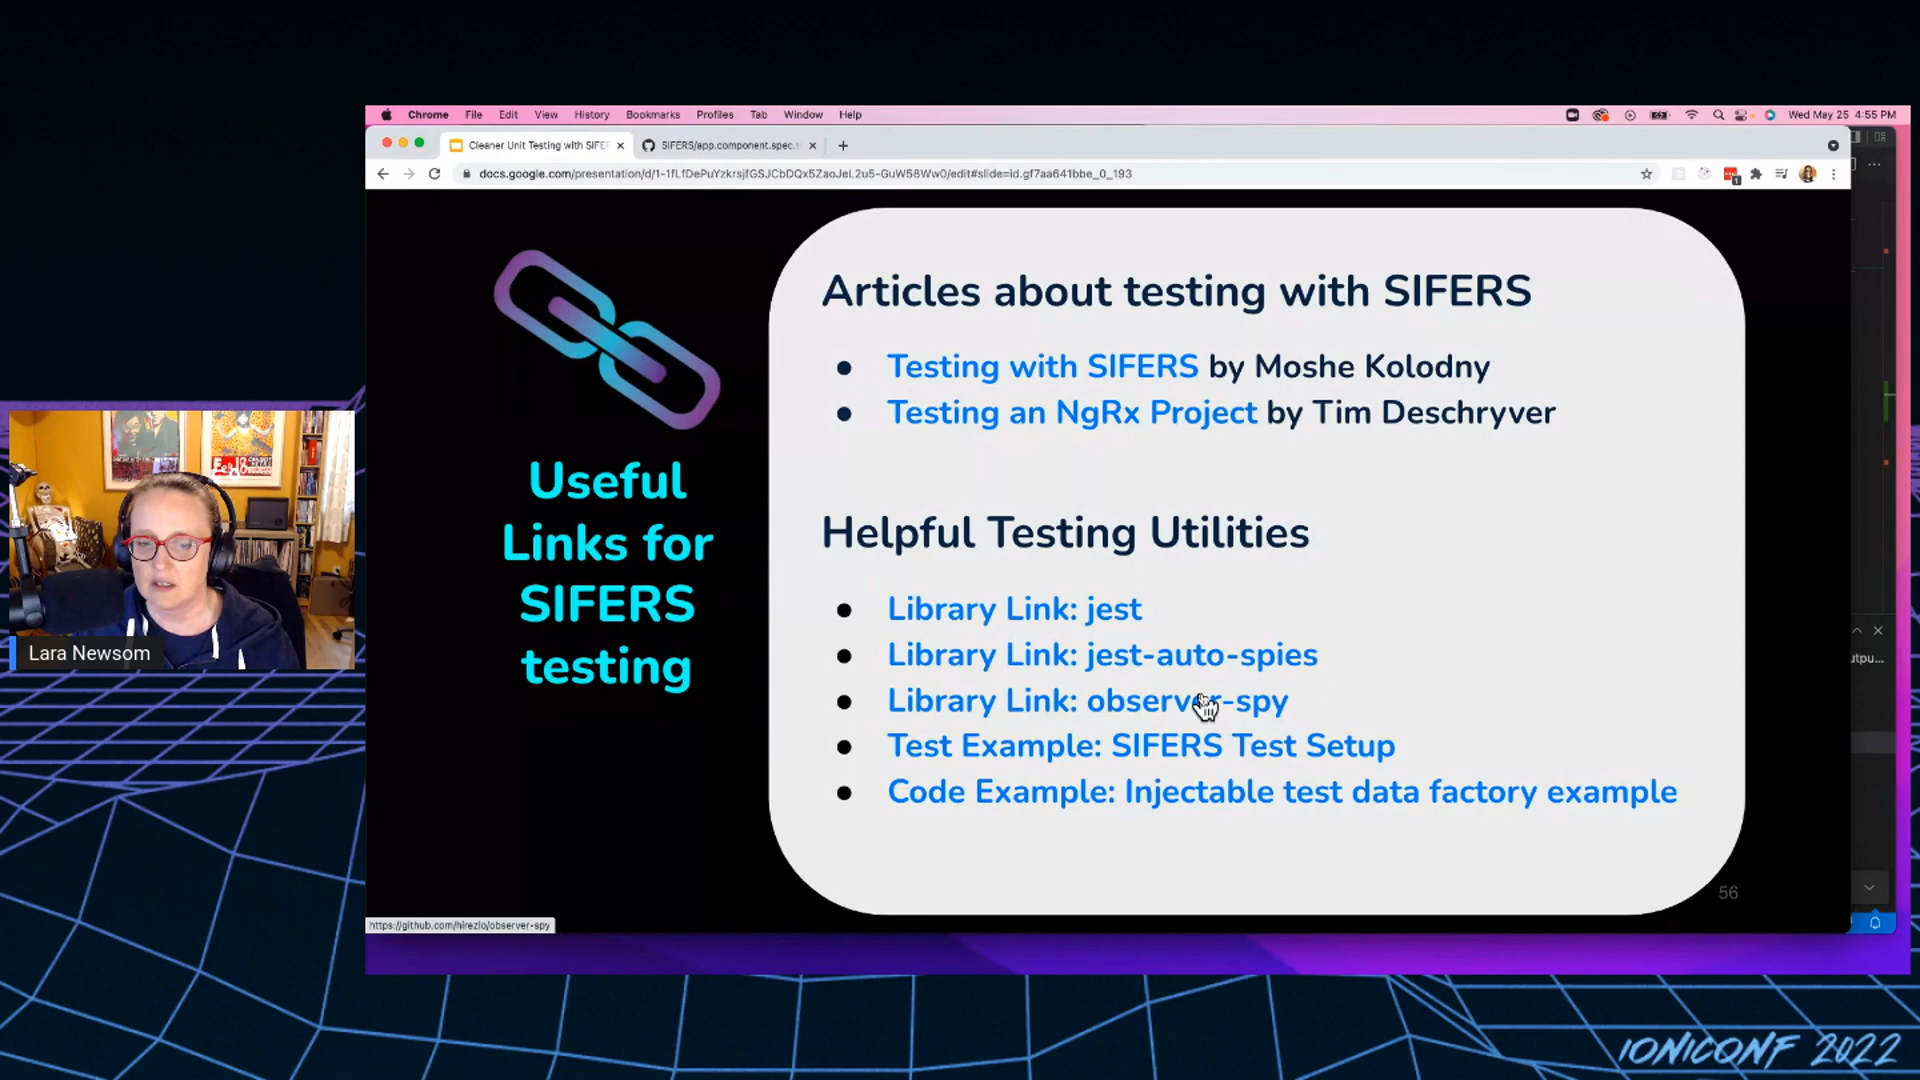 Chrome File Edit View History Bookmarks Profiles Tab Window Help
Wed May 25 4:55 PM
Cleaner Unit Testing with SIFE
SIFERS/app.component.spec.t
docs.google.com/presentation/d/1-1fLfDePuYzkrsjfGSJCbDQx5ZaoJeL2u5-GuW58Ww0/edit#slide=id.gf7aa641bbe_0_193
Useful
Links for
SIFERS
testing
Articles about testing with SIFERS
● Testing with SIFERS by Moshe Kolodny
● Testing an NgRx Project by Tim Deschryver
Helpful Testing Utilities
● Library Link: jest
● Library Link: jest-auto-spies
● Library Link: observer-spy
● Test Example: SIFERS Test Setup
● Code Example: Injectable test data factory example
56
https://github.com/hirezio/observer-spy
Lara Newsom
IONICONF 2022